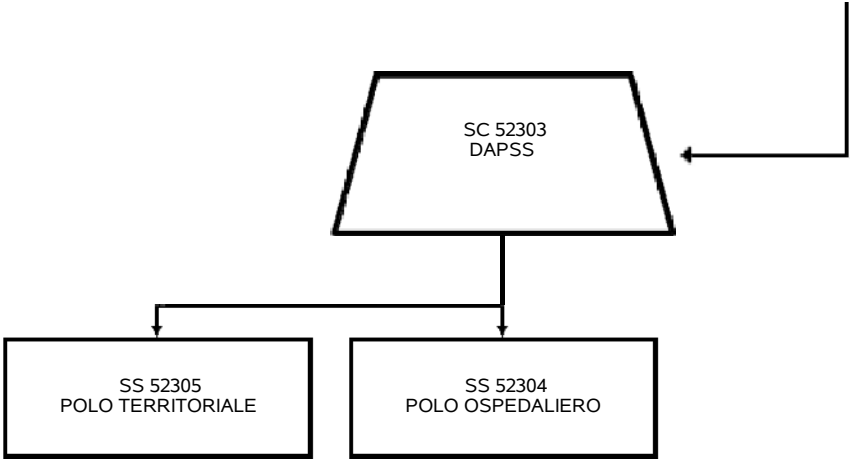 SC 52303
DAPSS
SS 52305
POLO TERRITORIALE
SS 52304
POLO OSPEDALIERO